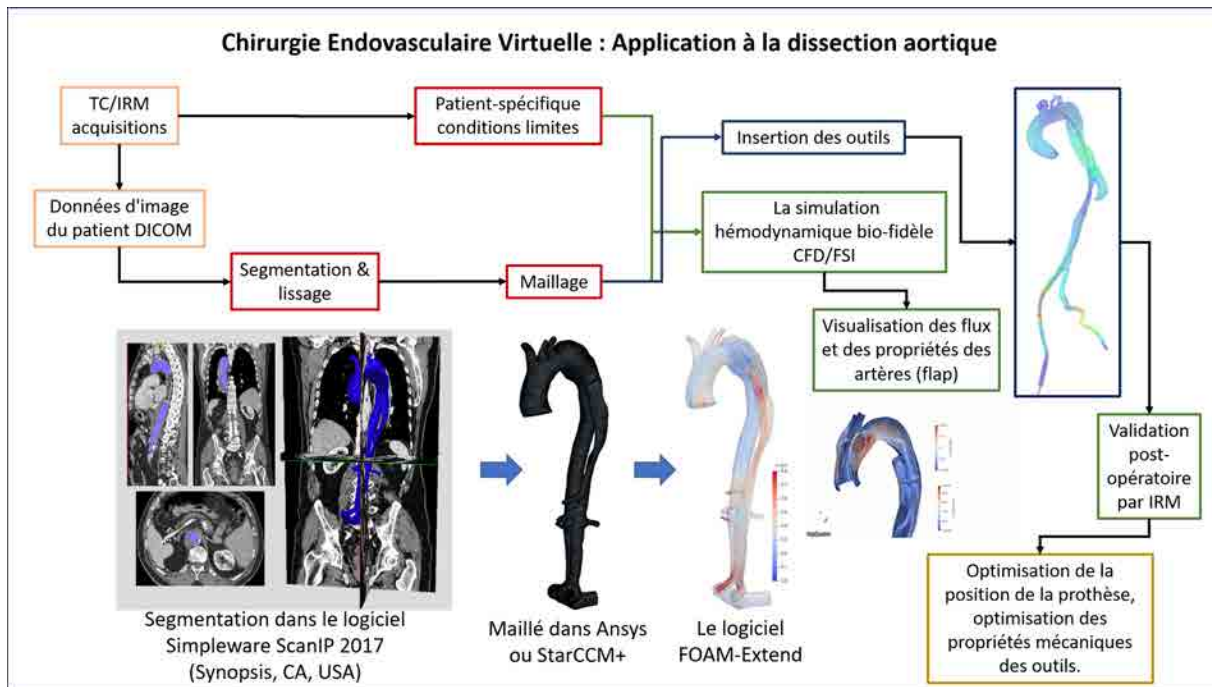 Chirurgie Endovasculaire Virtuelle : Application à la dissection aortique
TC/IRM
acquisitions
Patient-spécifique
conditions limites
Insertion des outils
Données d'image
du patient DICOM
La simulation
hémodynamique bio-fidèle
CFD/FSI
Segmentation &
lissage
Maillage
Visualisation des flux
et des propriétés des
artères (flap)
Validation
post-
opératoire
par IRM
Segmentation dans le logiciel
Simpleware ScanIP 2017
(Synopsis, CA, USA)
Maillé dans Ansys
ou StarCCM+
Le logiciel
FOAM-Extend
Optimisation de la
position de la prothèse,
optimisation des
propriétés mécaniques
des outils.